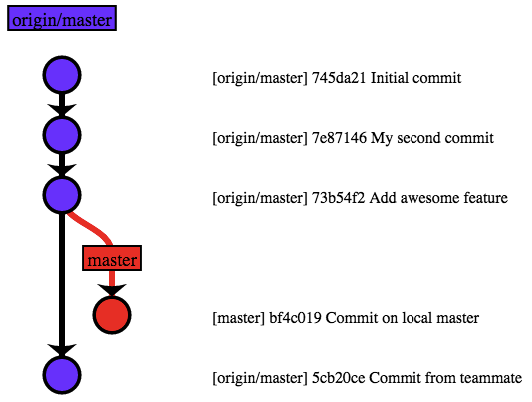 origin/master
[origin/master] 745da21 Initial commit
[origin/master] 7e87146 My second commit
[origin/master] 73b54f2 Add awesome feature
master
[master] bf4c019 Commit on local master
[origin/master] 5cb20ce Commit from teammate